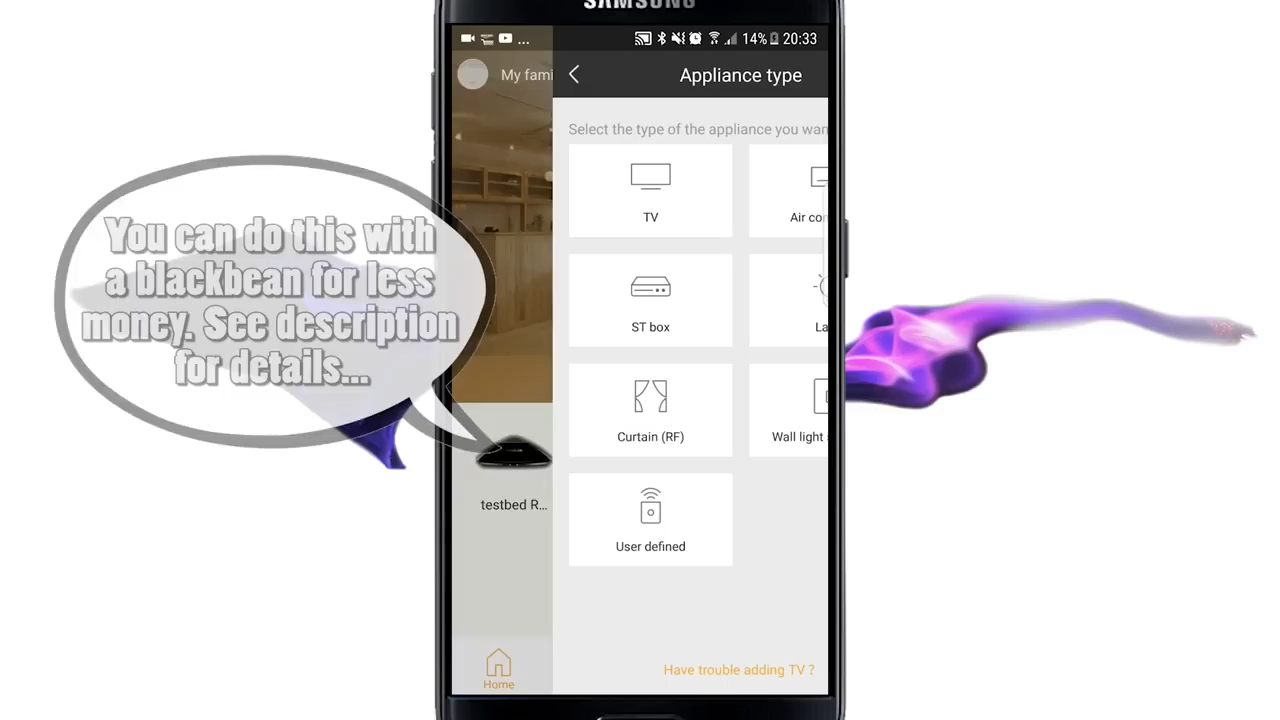 SAMSUNG
... 14% 20:33
My fami
Appliance type
Select the type of the appliance you wan
TV
Air con
ST box
La
Curtain (RF)
Wall light
User defined
You can do this with
a blackbean for less
money. See description
for details...
testbed R...
Have trouble adding TV ?
Home